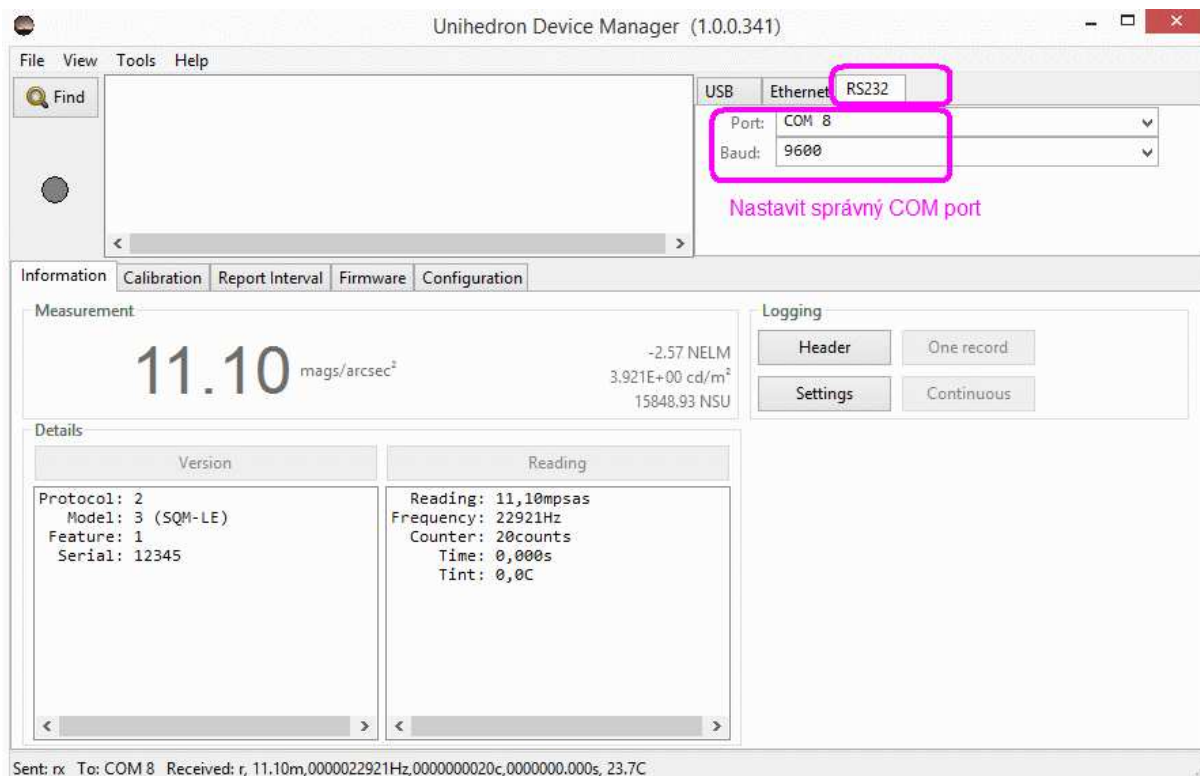 Unihedron Device Manager (1.0.0.341)
File View Tools Help
Find
USB Ethernet RS232
Port: COM 8
Baud: 9600
Nastavit správný COM port
Information Calibration Report Interval Firmware Configuration
Measurement
11.10 mags/arcsec²
-2.57 NELM
3.921E+00 cd/m²
15848.93 NSU
Logging
Header One record
Settings Continuous
Details
Version
Protocol: 2
Model: 3 (SQM-LE)
Feature: 1
Serial: 12345
Reading
Reading: 11,10mpsas
Frequency: 22921Hz
Counter: 20counts
Time: 0,000s
Tint: 0,0C
Sent: rx To: COM 8 Received: r, 11.10m,0000022921Hz,0000000020c,0000000.000s, 23.7C